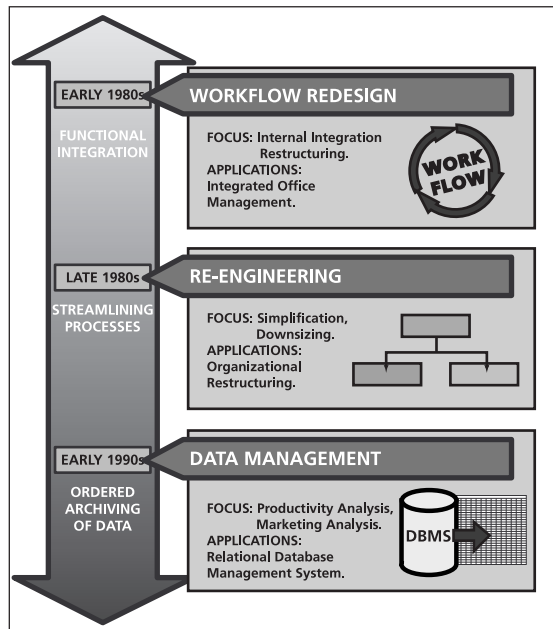 EARLY 1980s
WORKFLOW REDESIGN
FUNCTIONAL
INTEGRATION
FOCUS: Internal Integration
Restructuring.
APPLICATIONS:
Integrated Office
Management.
WORK
FLOW
LATE 1980s
RE-ENGINEERING
STREAMLINING
PROCESSES
FOCUS: Simplification,
Downsizing.
APPLICATIONS:
Organizational
Restructuring.
EARLY 1990s
DATA MANAGEMENT
ORDERED
ARCHIVING
OF DATA
FOCUS: Productivity Analysis,
Marketing Analysis.
APPLICATIONS:
Relational Database
Management System.
DBMS